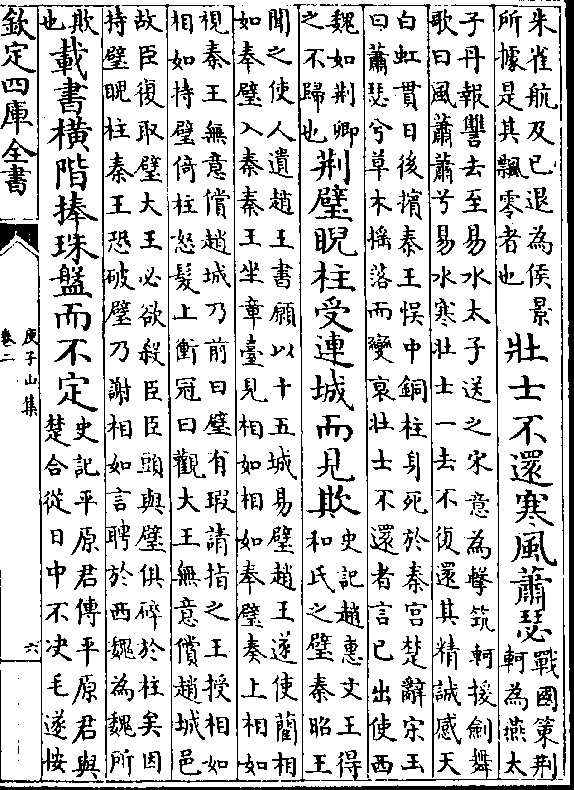 朱雀航及已退為侯景
所據是其飄零者也
壯士不還寒風蕭瑟
戰國策荆
軻為燕太
子丹報讐去至易水太子送之宋意為擊筑軻援劍舞
歌曰風蕭蕭兮易水寒壯士一去不復還其精誠感天
白虹貫日後擿秦王悮中銅柱身死於秦宮楚辭宋玉
曰蕭瑟兮草木揺落而變衰壯士不還者言已出使西
魏如荆卿
之不歸也
荆璧睨柱受連城而見欺
史記趙惠文王得
和氏之璧秦昭王
聞之使人遺趙王書願以十五城易璧趙王遂使藺相
如奉璧入秦秦王坐章臺見相如相如奉璧奏上相如
視秦王無意償趙城乃前曰璧有瑕請指之王授相如
相如持璧倚柱怒髪上衝冠曰觀大王無意償趙城邑
故臣復取璧大王必欲殺臣臣頭與璧俱碎於柱矣因
持璧睨柱秦王恐破璧乃謝相如言聘於西魏為魏所
欺
也
載書橫階捧珠盤而不定
史記平原君傳平原君與
楚合從日中不决毛遂按
欽定四庫全書
庾子山集
卷二
六